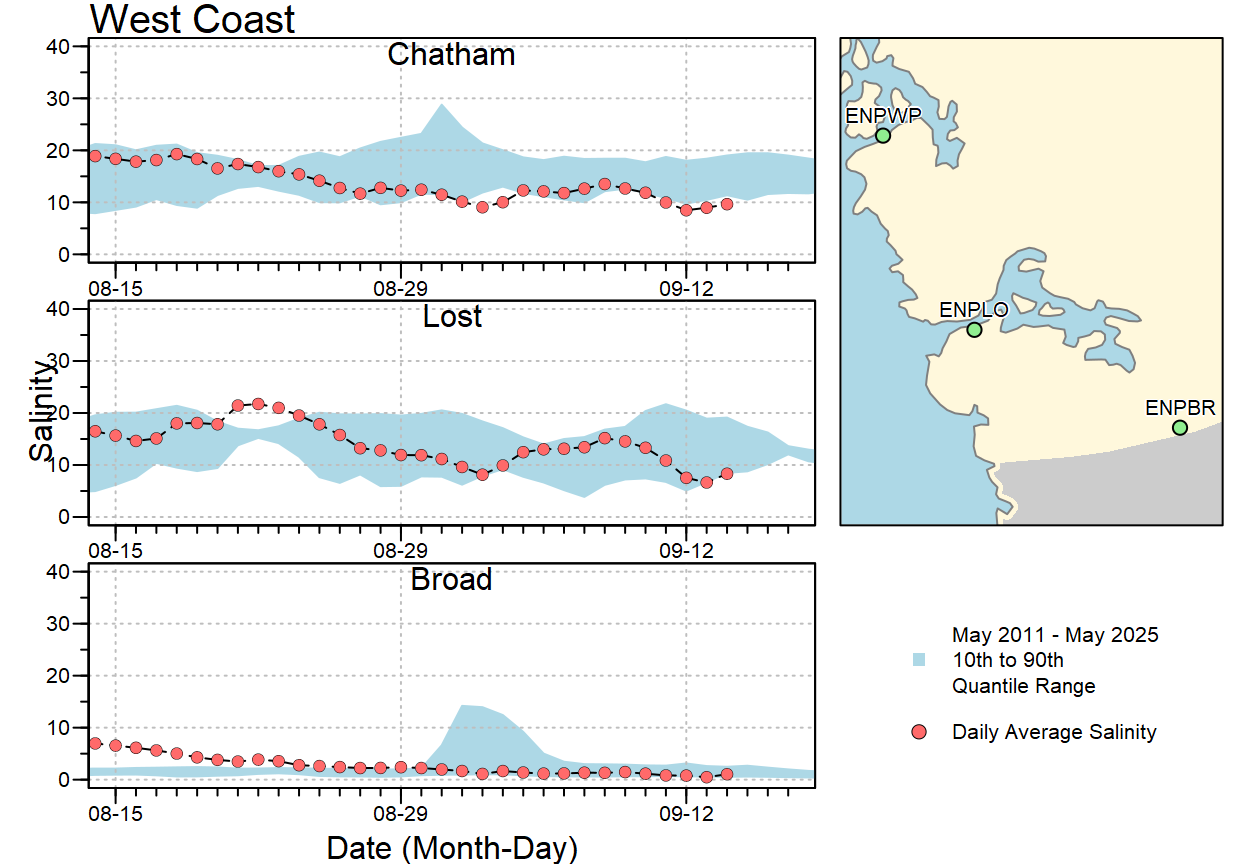 West Coast
Chatham
40
30
20
10
0
08-15 08-29 09-12
Lost
40
30
20
10
0
08-15 08-29 09-12
Broad
40
30
20
10
0
08-15 08-29 09-12
Salinity
Date (Month-Day)
ENPWP
ENPLO
ENPBR
May 2011 - May 2025
10th to 90th
Quantile Range
Daily Average Salinity